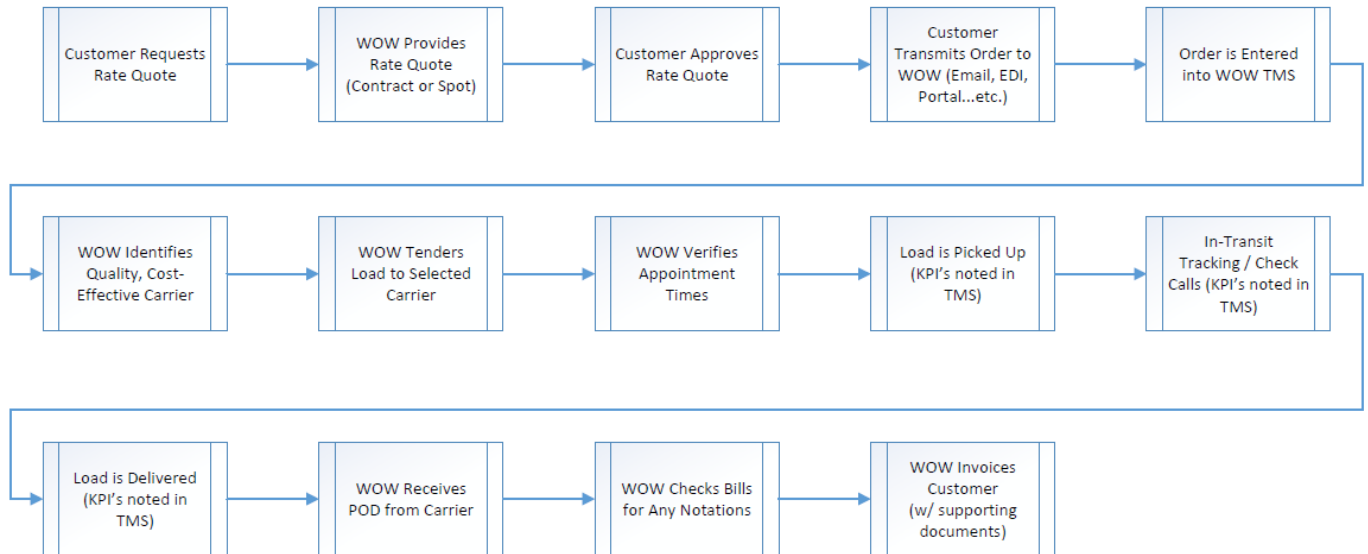 Customer Requests
Rate Quote
WOW Provides
Rate Quote
(Contract or Spot)
Customer Approves
Rate Quote
Customer
Transmits Order to
WOW (Email, EDI,
Portal...etc.)
Order is Entered
into WOW TMS
WOW Identifies
Quality, Cost-
Effective Carrier
WOW Tenders
Load to Selected
Carrier
WOW Verifies
Appointment
Times
Load is Picked Up
(KPI’s noted in
TMS)
In-Transit
Tracking / Check
Calls (KPI’s noted in
TMS)
Load is Delivered
(KPI’s noted in
TMS)
WOW Receives
POD from Carrier
WOW Checks Bills
for Any Notations
WOW Invoices
Customer
(w/ supporting
documents)